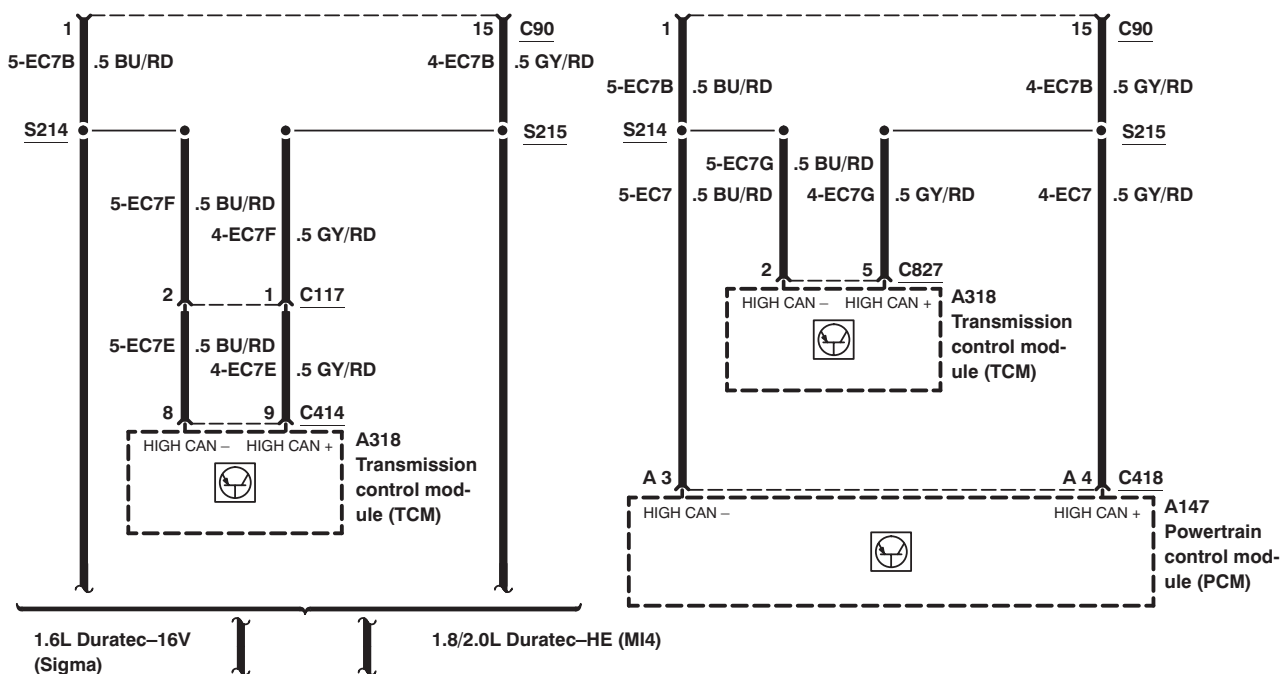 1
15
C90
5-EC7B
.5 BU/RD
4-EC7B
.5 GY/RD
S214
S215
5-EC7F
.5 BU/RD
4-EC7F
.5 GY/RD
2
1
C117
5-EC7E
.5 BU/RD
4-EC7E
.5 GY/RD
8
9
C414
HIGH CAN –
HIGH CAN +
A318
Transmission
control mod-
ule (TCM)
1.6L Duratec–16V
(Sigma)
1.8/2.0L Duratec–HE (MI4)
1
15
C90
5-EC7B
.5 BU/RD
4-EC7B
.5 GY/RD
S214
S215
5-EC7G
.5 BU/RD
5-EC7
.5 BU/RD
4-EC7G
.5 GY/RD
4-EC7
.5 GY/RD
2
5
C827
HIGH CAN –
HIGH CAN +
A318
Transmission
control mod-
ule (TCM)
A 3
A 4
C418
HIGH CAN –
HIGH CAN +
A147
Powertrain
control mod-
ule (PCM)